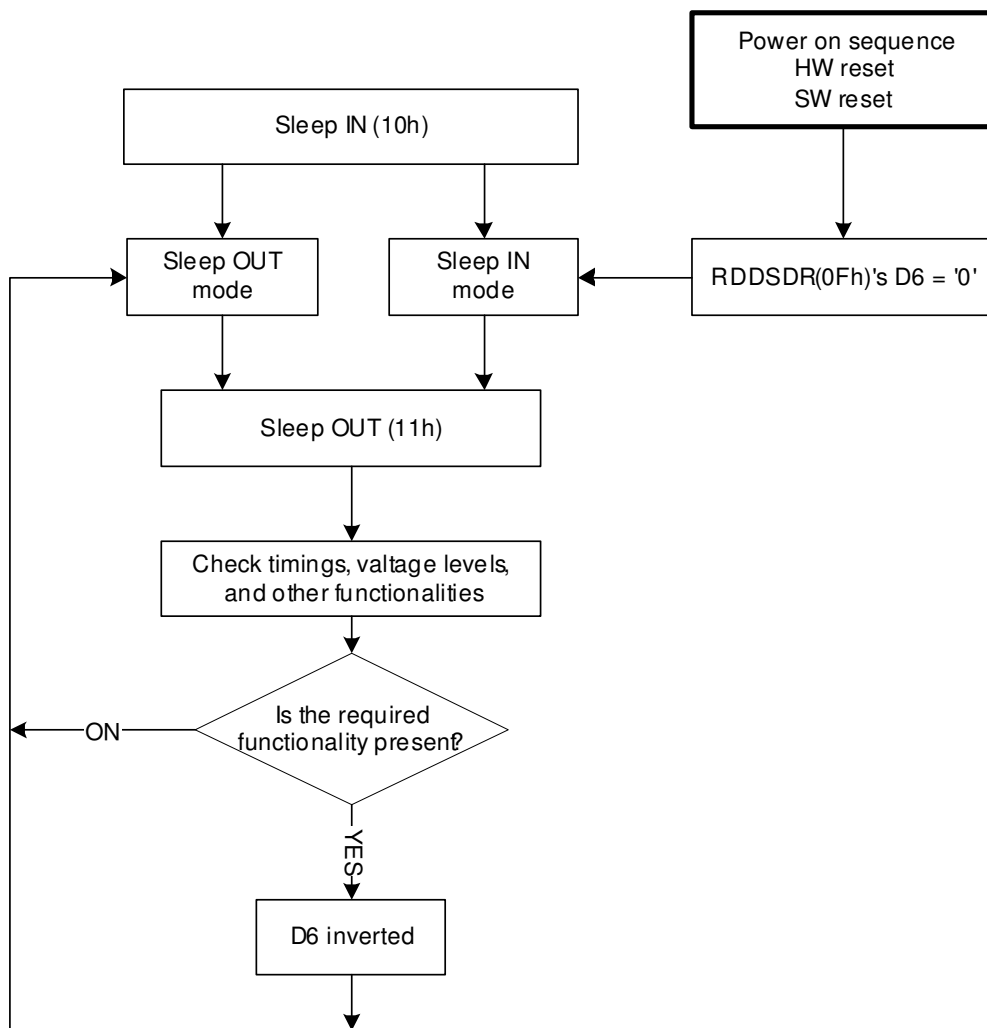 Power on sequence
HW reset
SW reset
Sleep IN (10h)
Sleep OUT
mode
Sleep IN
mode
RDDSDR(0Fh)'s D6 = '0'
Sleep OUT (11h)
Check timings, valtage levels,
and other functionalities
Is the required
functionality present?
ON
YES
D6 inverted